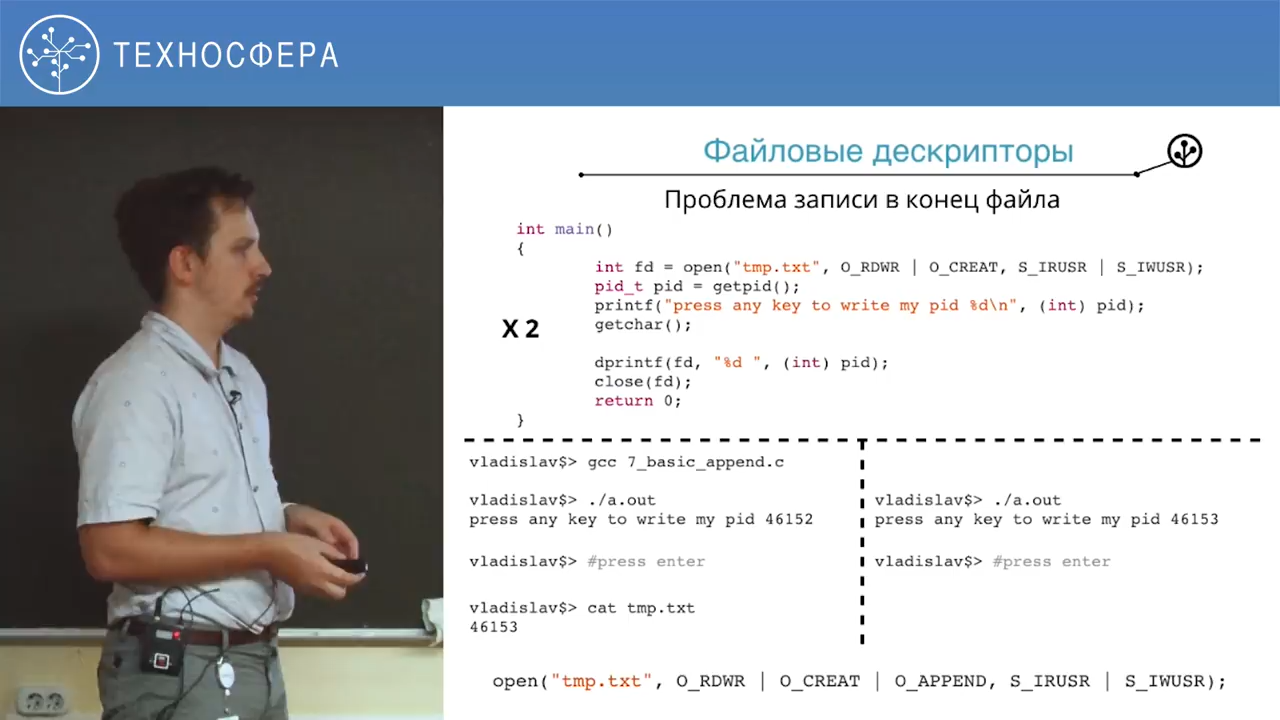 ТЕХНОСФЕРА
Файловые дескрипторы
Проблема записи в конец файла
int main()
{
int fd = open("tmp.txt", O_RDWR | O_CREAT, S_IRUSR | S_IWUSR);
pid_t pid = getpid();
printf("press any key to write my pid %d\n", (int) pid);
X 2
getchar();
dprintf(fd, "%d ", (int) pid);
close(fd);
return 0;
}
vladislav$> gcc 7_basic_append.c
vladislav$> ./a.out
press any key to write my pid 46152
vladislav$> #press enter
vladislav$> cat tmp.txt
46153
vladislav$> ./a.out
press any key to write my pid 46153
vladislav$> #press enter
open("tmp.txt", O_RDWR | O_CREAT | O_APPEND, S_IRUSR | S_IWUSR);